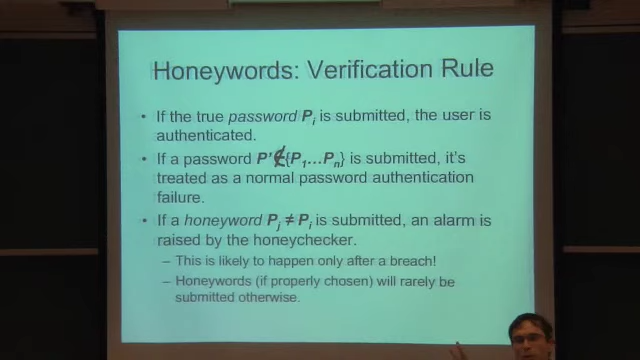 Honeywords: Verification Rule
• If the true password Pi is submitted, the user is
authenticated.
• If a password P' ∉ {P1...Pn} is submitted, it's
treated as a normal password authentication
failure.
• If a honeyword Pj ≠ Pi is submitted, an alarm is
raised by the honeychecker.
– This is likely to happen only after a breach!
– Honeywords (if properly chosen) will rarely be
submitted otherwise.